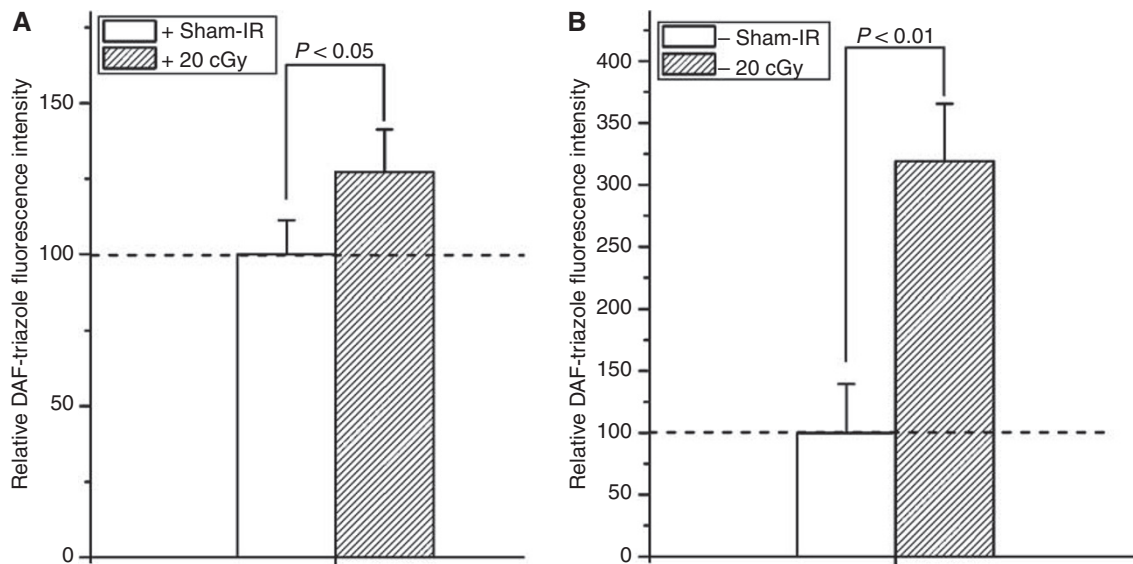 A
+ Sham-IR
+ 20 cGy
P < 0.05
Relative DAF-triazole fluorescence intensity
150
100
50
0
B
– Sham-IR
– 20 cGy
P < 0.01
Relative DAF-triazole fluorescence intensity
400
350
300
250
200
150
100
50
0